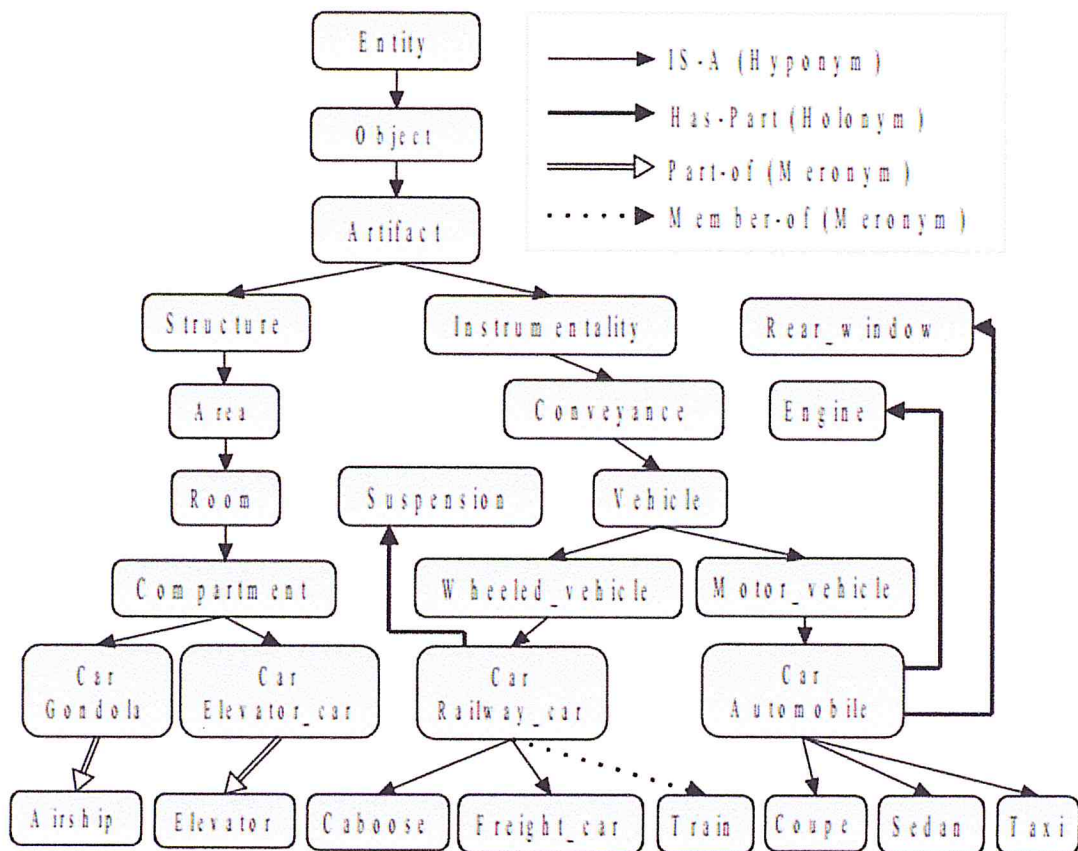 Entity
IS-A (Hyponym)
Has-Part (Holonym)
Object
Part-of (Meronym)
Member-of (Meronym)
Artifact
Structure
Instrumentality
Rear_window
Area
Conveyance
Engine
Room
Suspension
Vehicle
Compartment
Wheeled_vehicle
Motor_vehicle
Car
Gondola
Car
Elevator_car
Car
Railway_car
Car
Automobile
Airship
Elevator
Caboose
Freight_car
Train
Coupe
Sedan
Taxi